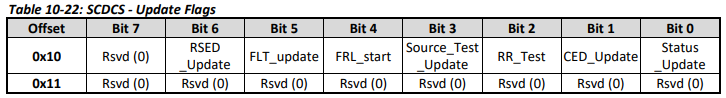 Table 10-22: SCDCS - Update Flags
Offset Bit 7 Bit 6 Bit 5 Bit 4 Bit 3 Bit 2 Bit 1 Bit 0
0x10 Rsvd (0) RSED _Update FLT_update FRL_start Source_Test _Update RR_Test CED_Update Status _Update
0x11 Rsvd (0) Rsvd (0) Rsvd (0) Rsvd (0) Rsvd (0) Rsvd (0) Rsvd (0) Rsvd (0)